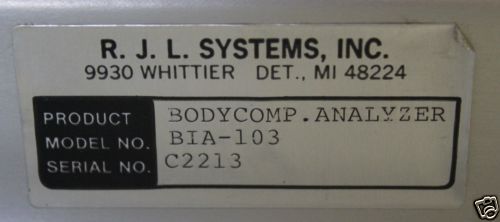 R. J. L. SYSTEMS, INC.
9930 WHITTIER DET., MI 48224
PRODUCT BODYCOMP.ANALYZER
MODEL NO. BIA-103
SERIAL NO. C2213